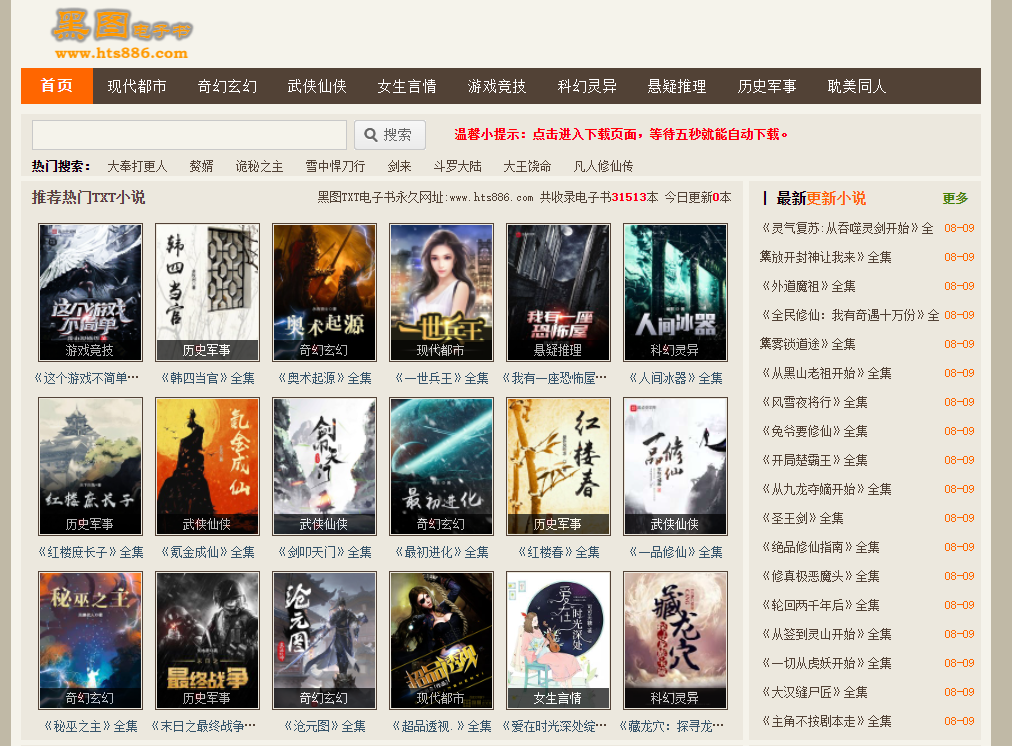 黑图电子书
www.hts886.com
首页 现代都市 奇幻玄幻 武侠仙侠 女生言情 游戏竞技 科幻灵异 悬疑推理 历史军事 耽美同人
搜索 温馨小提示: 点击进入下载页面, 等待五秒就能自动下载。
热门搜索: 大奉打更人 赘婿 诡秘之主 雪中悍刀行 剑来 斗罗大陆 大王饶命 凡人修仙传
推荐热门TXT小说 黑图TXT电子书永久网址:www.hts886.com 共收录电子书31513本 今日更新0本
这个游戏不简单 韩四当官 奥术起源 一世兵王 我有一座恐怖屋 人间冰器
游戏竞技 历史军事 奇幻玄幻 现代都市 悬疑推理 科幻灵异
《这个游戏不简单… 《韩四当官》全集 《奥术起源》全集 《一世兵王》全集 《我有一座恐怖屋… 《人间冰器》全集
红楼庶长子 氪金成仙 剑叩天门 最初进化 红楼春 一品修仙
历史军事 武侠仙侠 武侠仙侠 奇幻玄幻 历史军事 武侠仙侠
《红楼庶长子》全集 《氪金成仙》全集 《剑叩天门》全集 《最初进化》全集 《红楼春》全集 《一品修仙》全集
秘巫之主 末日之最终战争 沧元图 超品透视 爱在时光深处 藏龙穴
奇幻玄幻 历史军事 奇幻玄幻 现代都市 女生言情 科幻灵异
《秘巫之主》全集 《末日之最终战争… 《沧元图》全集 《超品透视.》全集 《爱在时光深处绽… 《藏龙穴: 探寻龙…
最新更新小说 更多
《灵气复苏:从吞噬灵剑开始》全集 08-09
放开封神让我来》全集 08-09
《外道魔祖》全集 08-09
《全民修仙: 我有奇遇十万份》全集 08-09
雾锁道途》全集 08-09
《从黑山老祖开始》全集 08-09
《风雪夜将行》全集 08-09
《兔爷要修仙》全集 08-09
《开局楚霸王》全集 08-09
《从九龙夺嫡开始》全集 08-09
《圣王剑》全集 08-09
《绝品修仙指南》全集 08-09
《修真极恶魔头》全集 08-09
《轮回两千年后》全集 08-09
《从签到灵山开始》全集 08-09
《一切从虎妖开始》全集 08-09
《大汉缝尸匠》全集 08-09
《主角不按剧本走》全集 08-09